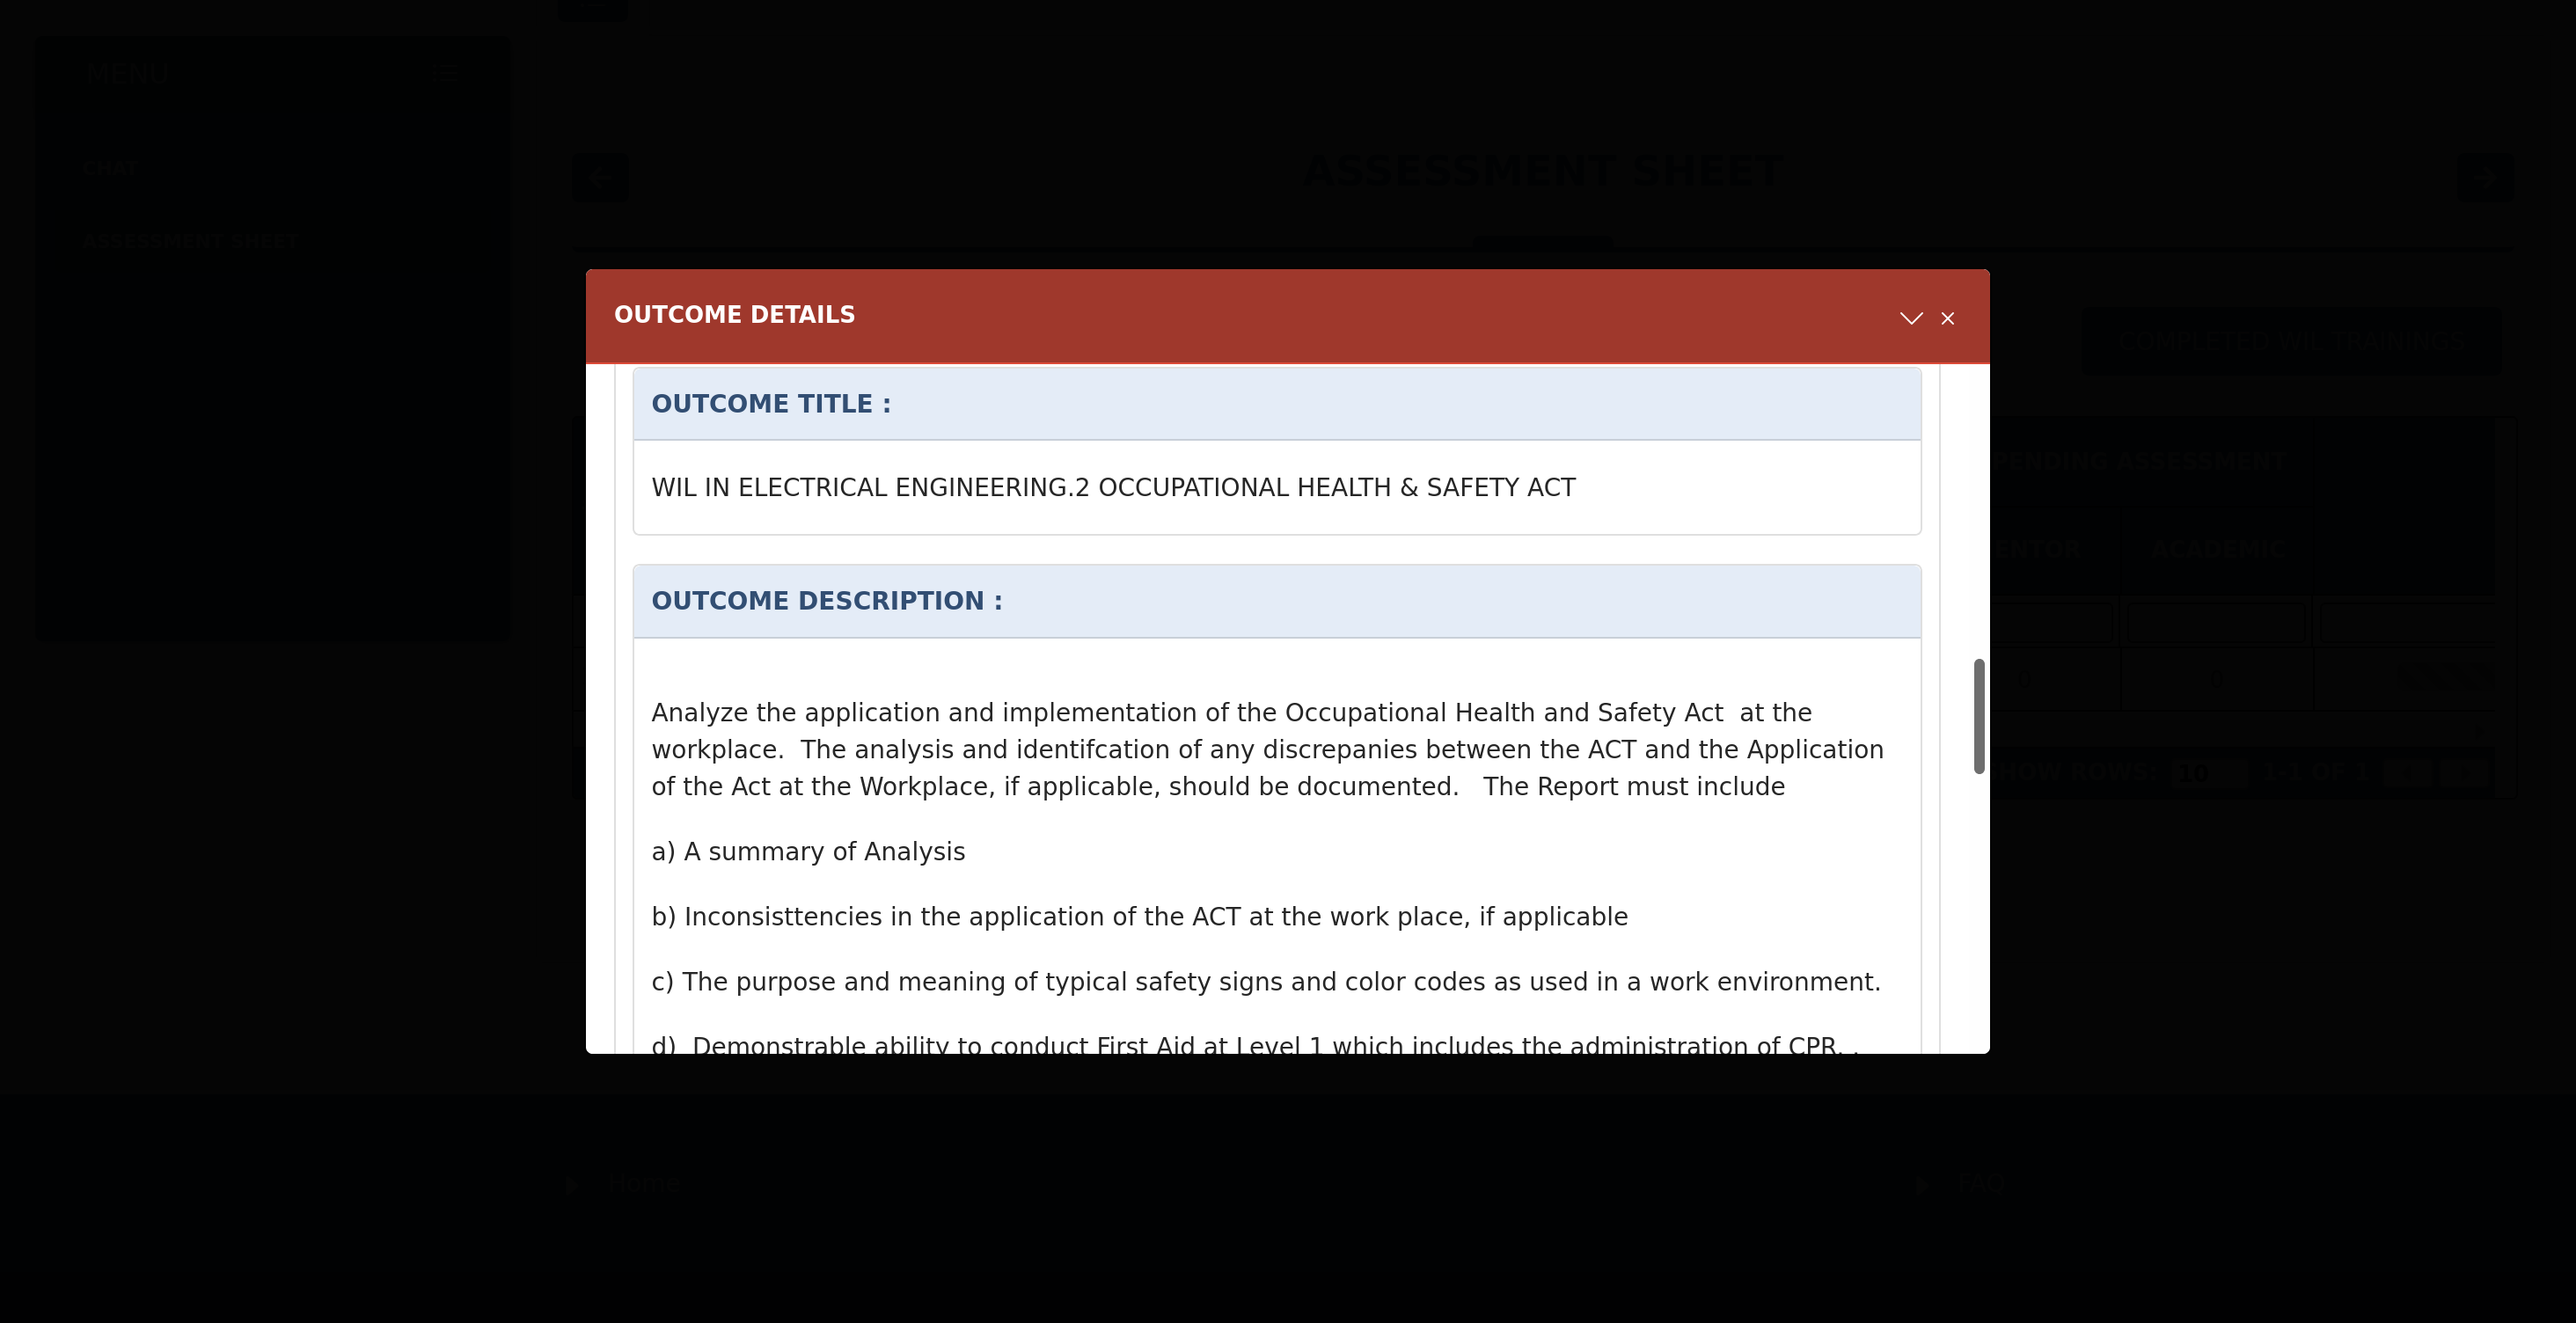 MENU
CHAT
ASSESSMENT SHEET
ASSESSMENT SHEET
COMPLETED WIL TRAININGS
OUTCOME DETAILS
OUTCOME TITLE :
WIL IN ELECTRICAL ENGINEERING.2 OCCUPATIONAL HEALTH & SAFETY ACT
OUTCOME DESCRIPTION :
Analyze the application and implementation of the Occupational Health and Safety Act  at the
workplace.  The analysis and identifcation of any discrepanies between the ACT and the Application
of the Act at the Workplace, if applicable, should be documented.   The Report must include
a) A summary of Analysis
b) Inconsisttencies in the application of the ACT at the work place, if applicable
c) The purpose and meaning of typical safety signs and color codes as used in a work environment.
d)  Demonstrable ability to conduct First Aid at Level 1 which includes the administration of CPR. .
PENDING ASSESSMENT
ENTOR ACADEMIC
0 0
HOW ROWS: 10 1-1 OF 1
Home
FAQ